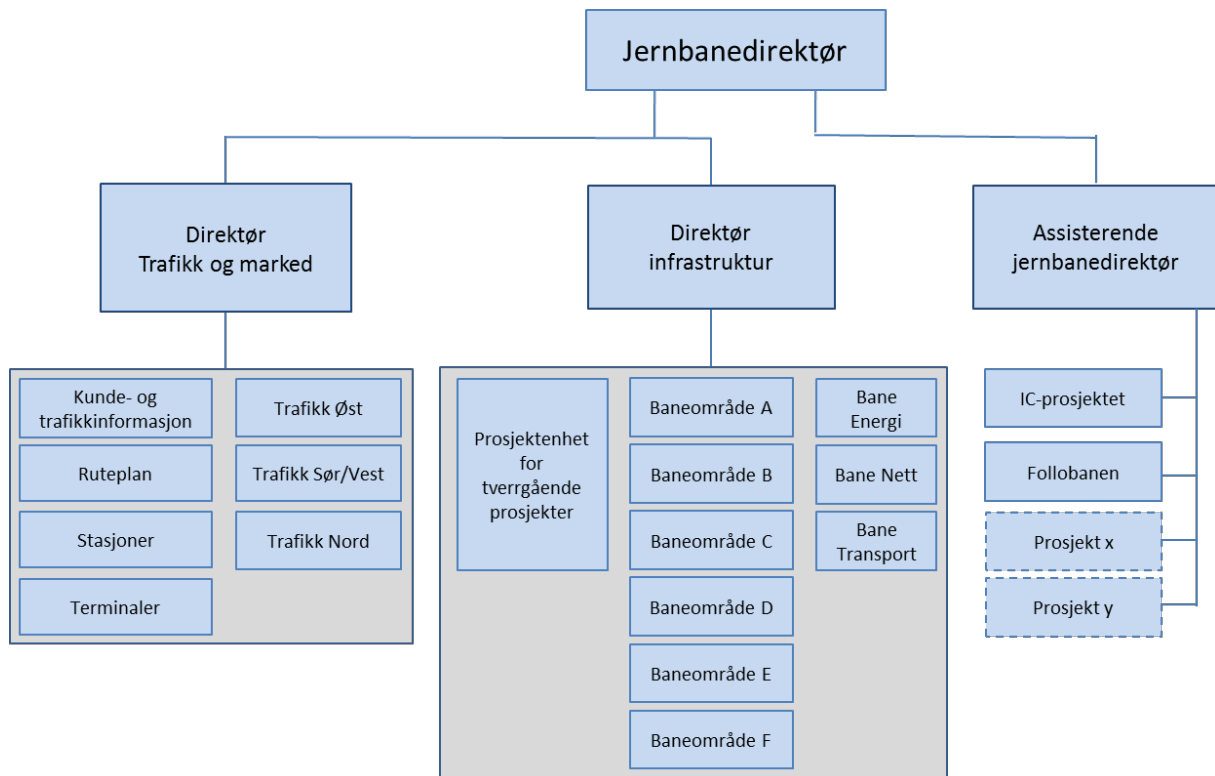 Jernbanedirektør
Direktør
Trafikk og marked
Direktør
infrastruktur
Assisterende
jernbanedirektør
Kunde- og
trafikkinformasjon
Ruteplan
Stasjoner
Terminaler
Trafikk Øst
Trafikk Sør/Vest
Trafikk Nord
Prosjektenhet
for
tverrgående
prosjekter
Baneområde A
Baneområde B
Baneområde C
Baneområde D
Baneområde E
Baneområde F
Bane
Energi
Bane Nett
Bane
Transport
IC-prosjektet
Follobanen
Prosjekt x
Prosjekt y